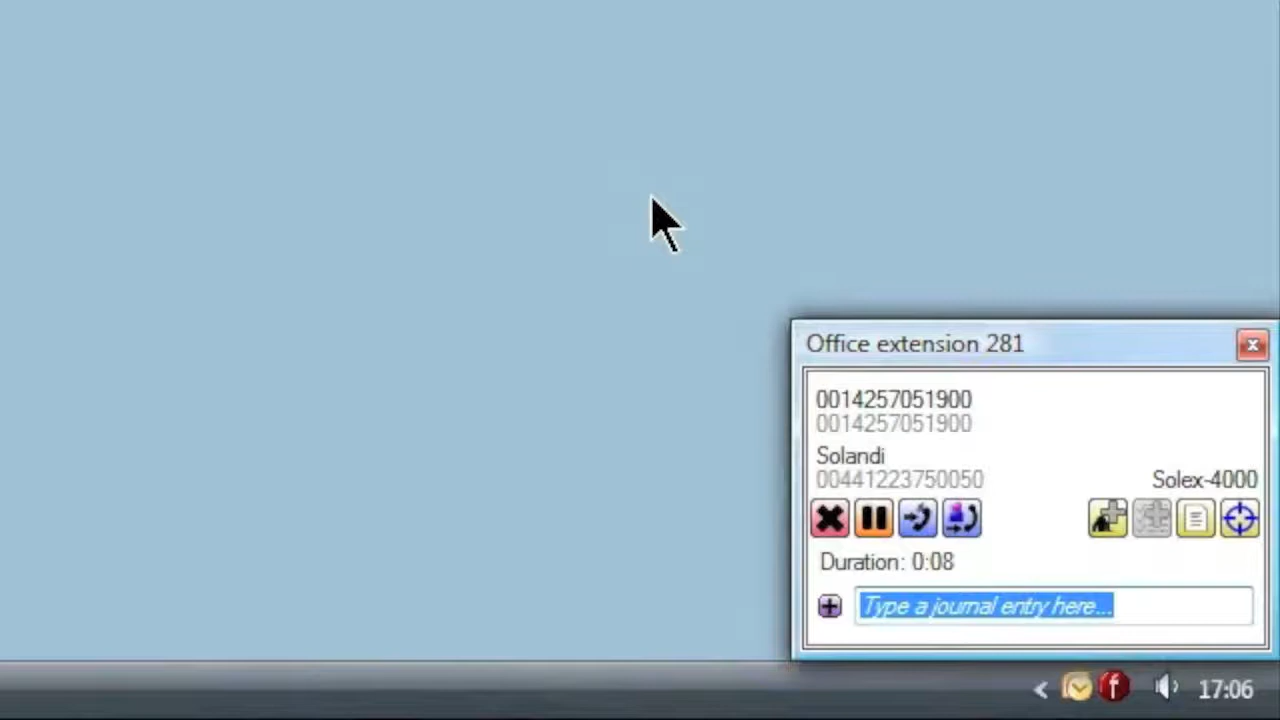 Office extension 281
0014257051900
0014257051900
Solandi
00441223750050
Solex-4000
Duration: 0:08
Type a journal entry here...
17:06